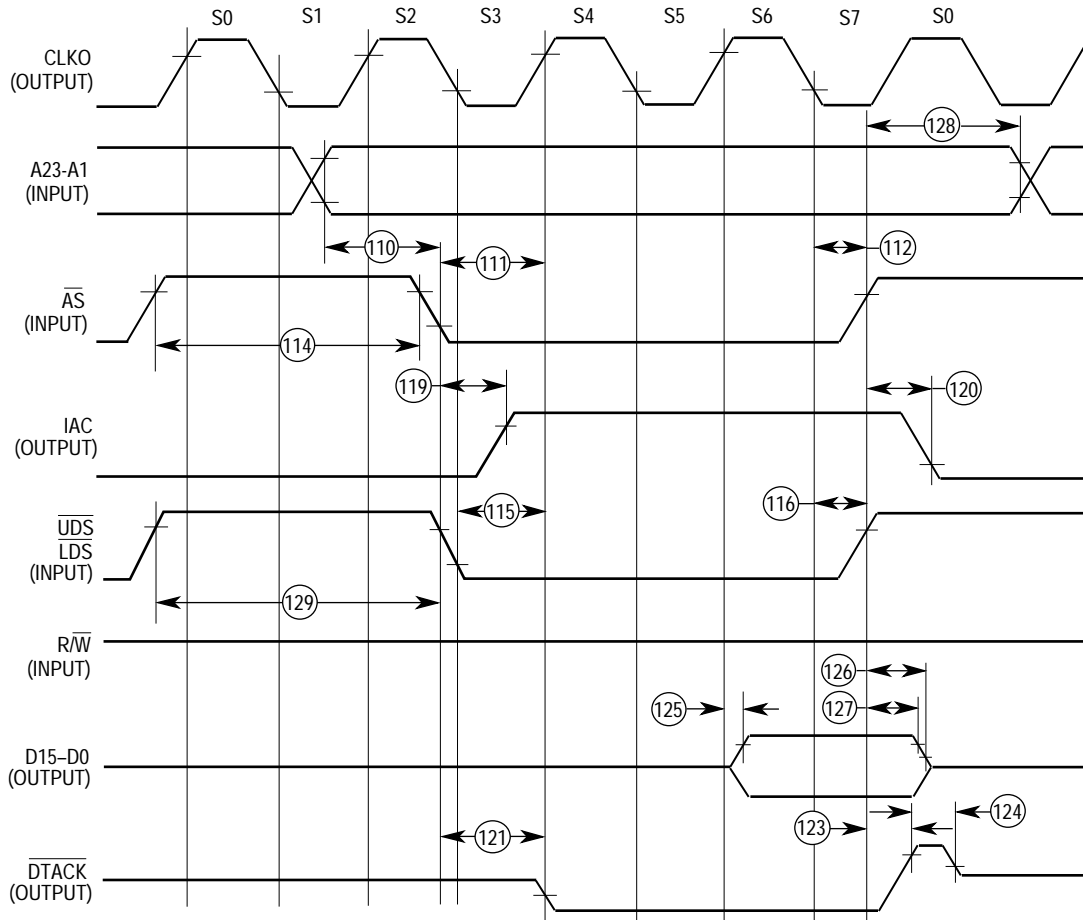 S0 S1 S2 S3 S4 S5 S6 S7 S0
CLKO
(OUTPUT)
128
A23-A1
(INPUT)
110
111
112
AS
(INPUT)
114
119
120
IAC
(OUTPUT)
115
116
UDS
LDS
(INPUT)
129
R/W
(INPUT)
126
125
127
D15–D0
(OUTPUT)
124
123
121
DTACK
(OUTPUT)